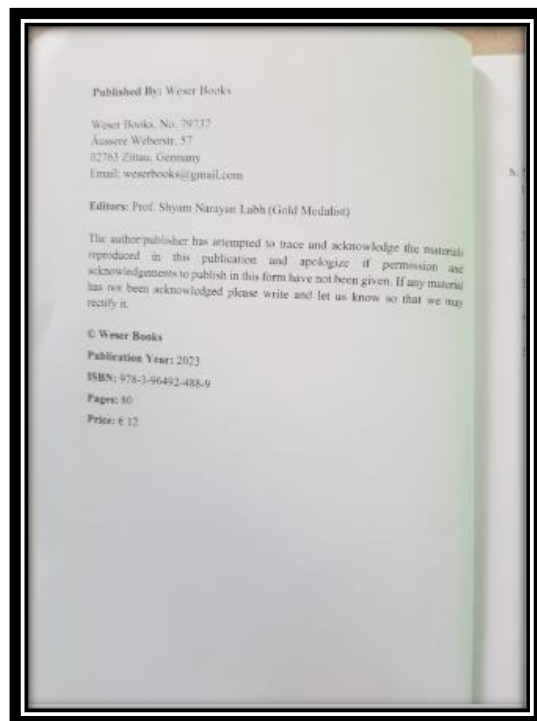 Published By: Weser Books
Weser Books, No. 79737
Äussere Weberstr. 57
02763 Zittau, Germany
Email: weserbooks@gmail.com
Editors: Prof. Shyam Narayan Labh (Gold Medalist)
The author/publisher has attempted to trace and acknowledge the materials
reproduced in this publication and apologize if permission and
acknowledgements to publish in this form have not been given. If any material
has not been acknowledged please write and let us know so that we may
rectify it.
© Weser Books
Publication Year: 2023
ISBN: 978-3-96492-488-9
Pages: 80
Price: € 12